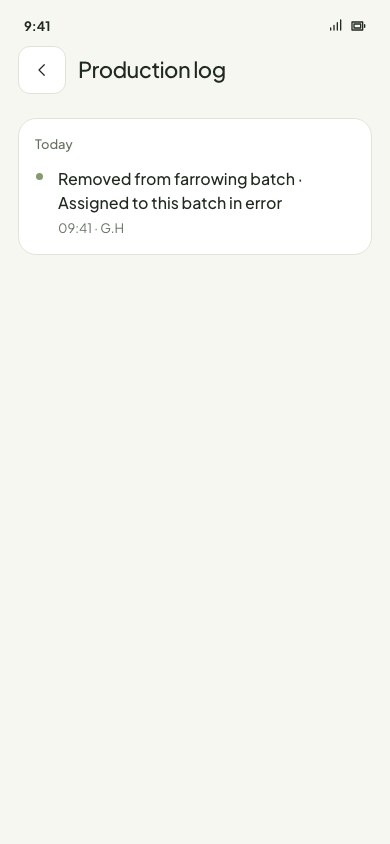 9:41
Production log
Today
Removed from farrowing batch ·
Assigned to this batch in error
09:41 · G.H